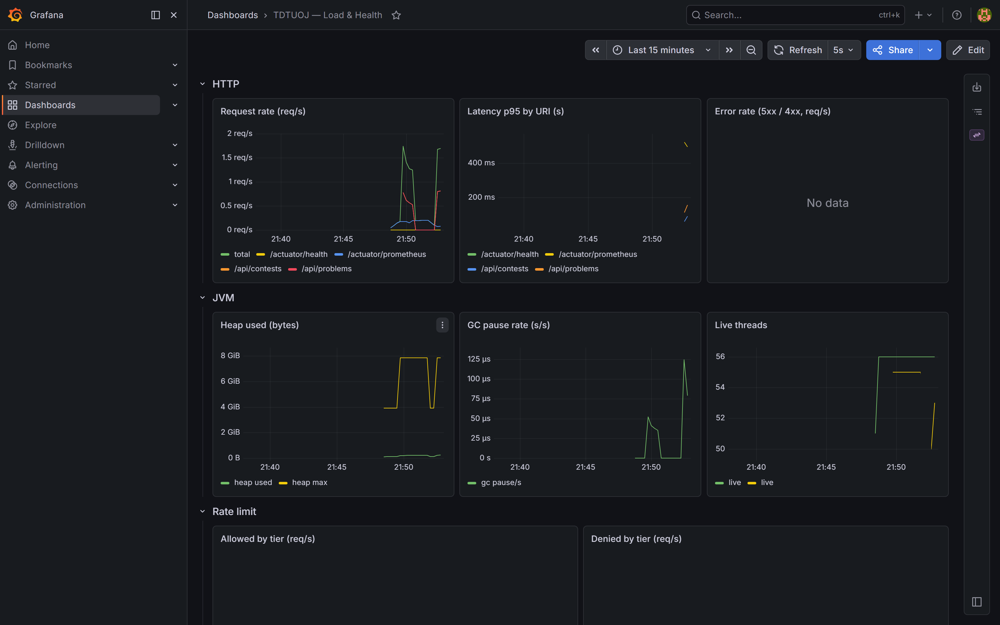 Grafana
Dashboards › TDTUOJ — Load & Health
Search...
ctrl+k
Home
Bookmarks
Starred
Dashboards
Explore
Drilldown
Alerting
Connections
Administration
Last 15 minutes
Refresh
5s
Share
Edit
HTTP
Request rate (req/s)
2 req/s
1.5 req/s
1 req/s
0.5 req/s
0 req/s
21:40 21:45 21:50
total /actuator/health /actuator/prometheus
/api/contests /api/problems
Latency p95 by URI (s)
400 ms
200 ms
21:40 21:45 21:50
/actuator/health /actuator/prometheus
/api/contests /api/problems
Error rate (5xx / 4xx, req/s)
No data
JVM
Heap used (bytes)
8 GiB
6 GiB
4 GiB
2 GiB
0 B
21:40 21:45 21:50
heap used heap max
GC pause rate (s/s)
125 µs
100 µs
75 µs
50 µs
25 µs
0 s
21:40 21:45 21:50
gc pause/s
Live threads
56
54
52
50
21:40 21:45 21:50
live live
Rate limit
Allowed by tier (req/s)
Denied by tier (req/s)